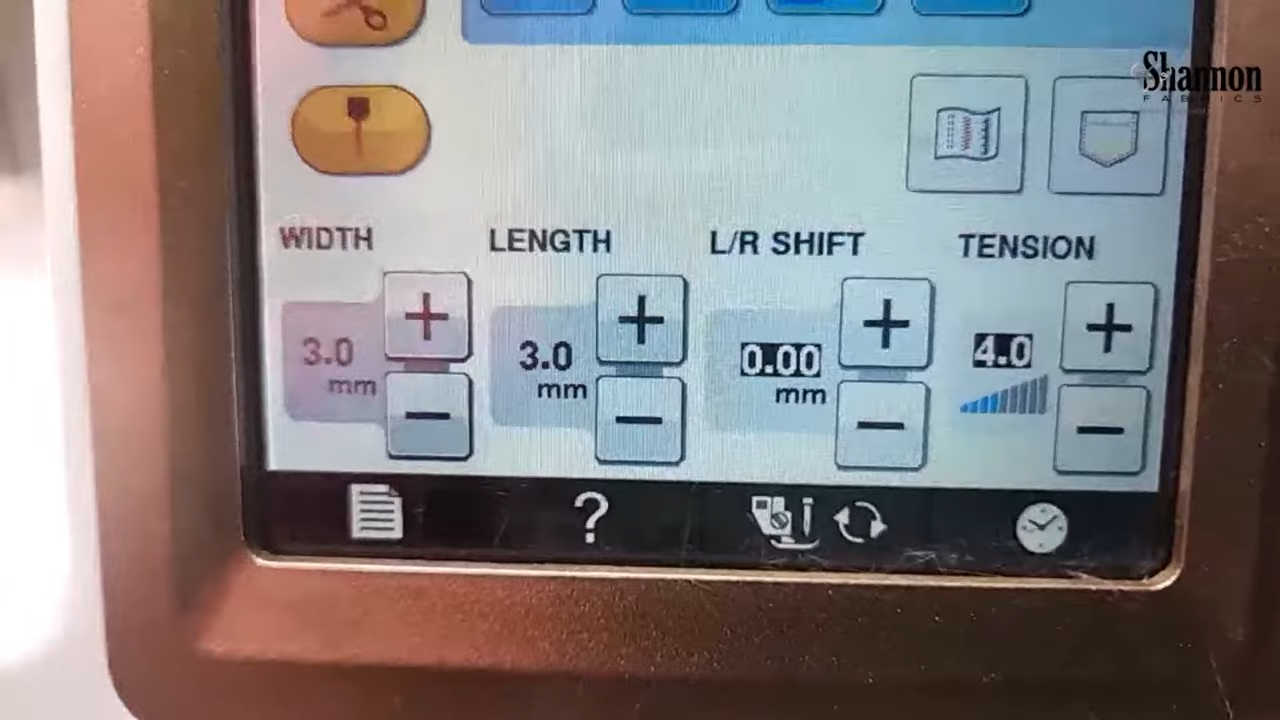 Shannon
FABRICS
WIDTH LENGTH L/R SHIFT TENSION
3.0 3.0 0.00 4.0
mm mm mm
?